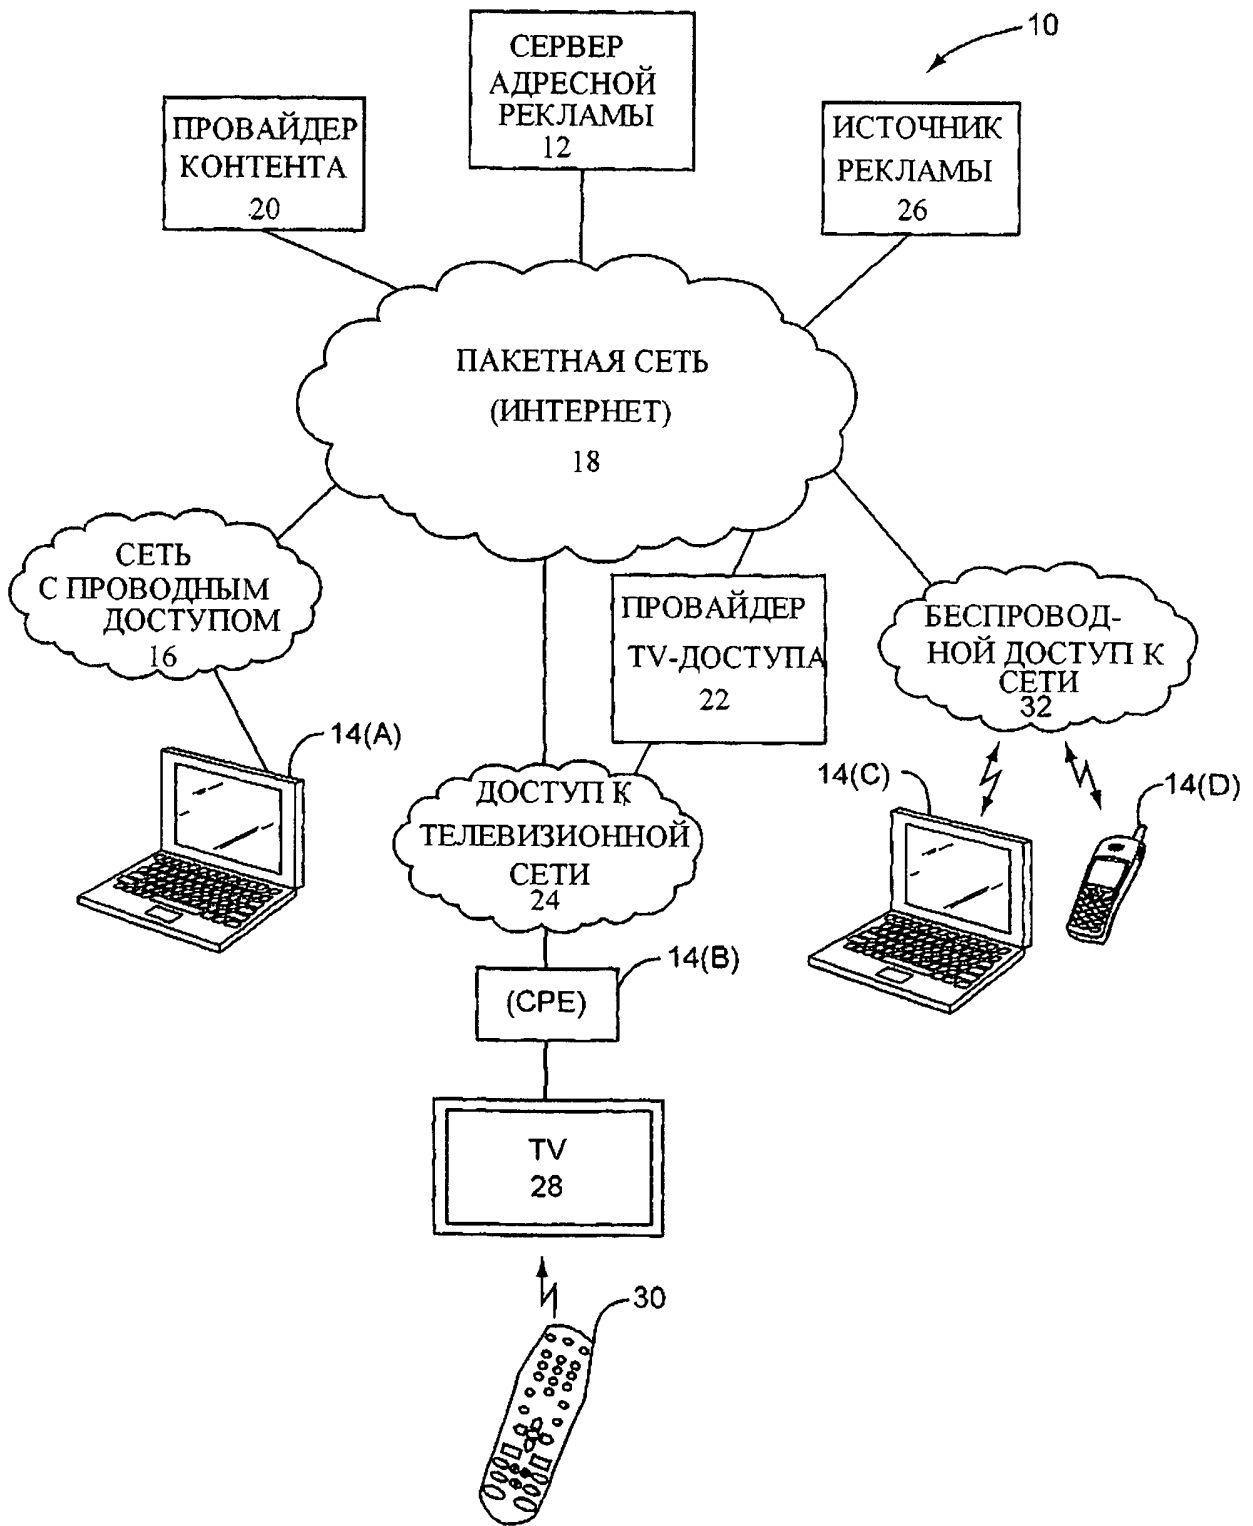 10
СЕРВЕР
АДРЕСНОЙ
РЕКЛАМЫ
12
ПРОВАЙДЕР
КОНТЕНТА
20
ИСТОЧНИК
РЕКЛАМЫ
26
ПАКЕТНАЯ СЕТЬ
(ИНТЕРНЕТ)
18
СЕТЬ
С ПРОВОДНЫМ
ДОСТУПОМ
16
ПРОВАЙДЕР
TV-ДОСТУПА
22
БЕСПРОВОД-
НОЙ ДОСТУП К
СЕТИ
32
14(A)
14(C)
14(D)
ДОСТУП К
ТЕЛЕВИЗИОННОЙ
СЕТИ
24
14(B)
(CPE)
TV
28
30